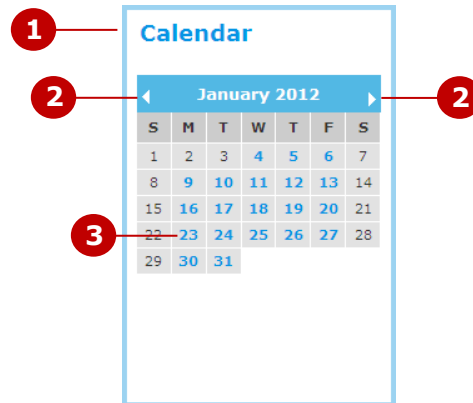 1
Calendar
2 January 2012 2
S M T W T F S
1 2 3 4 5 6 7
8 9 10 11 12 13 14
15 16 17 18 19 20 21
3
22 23 24 25 26 27 28
29 30 31